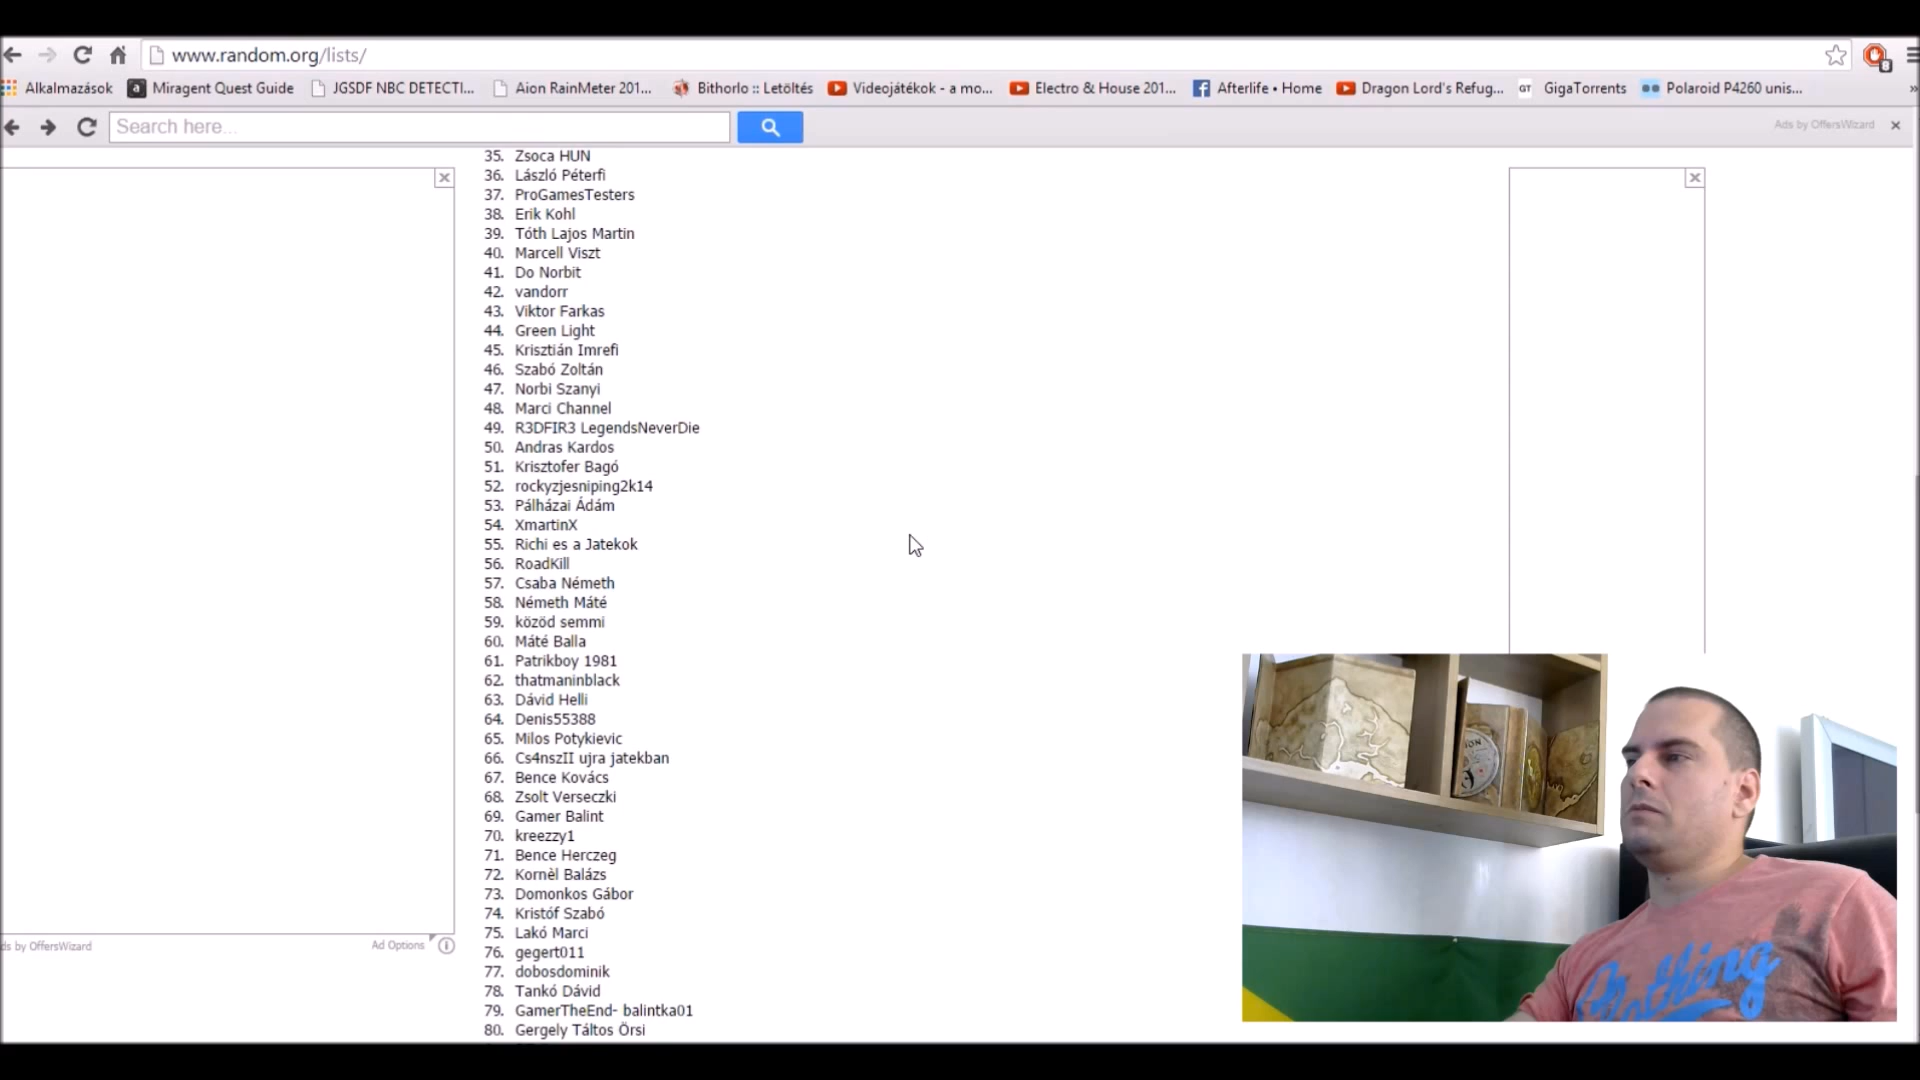 www.random.org/lists/
8
Alkalmazások Miragent Quest Guide JGSDF NBC DETECTI... Aion RainMeter 201... Bithorlo :: Letöltés Videojátékok - a mo... Electro & House 201... Afterlife • Home Dragon Lord's Refug... GT GigaTorrents Polaroid P4260 unis... »
Search here... Ads by OffersWizard
35. Zsoca HUN
36. László Péterfi
37. ProGamesTesters
38. Erik Kohl
39. Tóth Lajos Martin
40. Marcell Viszt
41. Do Norbit
42. vandorr
43. Viktor Farkas
44. Green Light
45. Krisztián Imrefi
46. Szabó Zoltán
47. Norbi Szanyi
48. Marci Channel
49. R3DFIR3 LegendsNeverDie
50. Andras Kardos
51. Krisztofer Bagó
52. rockyzjesniping2k14
53. Pálházai Ádám
54. XmartinX
55. Richi es a Jatekok
56. RoadKill
57. Csaba Németh
58. Németh Máté
59. közöd semmi
60. Máté Balla
61. Patrikboy 1981
62. thatmaninblack
63. Dávid Helli
64. Denis55388
65. Milos Potykievic
66. Cs4nszII ujra jatekban
67. Bence Kovács
68. Zsolt Verseczki
69. Gamer Balint
70. kreezzy1
71. Bence Herczeg
72. Kornèl Balázs
73. Domonkos Gábor
74. Kristóf Szabó
75. Lakó Marci
76. gegert011
77. dobosdominik
78. Tankó Dávid
79. GamerTheEnd- balintka01
80. Gergely Táltos Örsi
ds by OffersWizard Ad Options